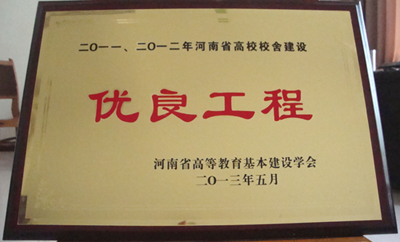 二〇一一、二〇一二年河南省高校校舍建设
优良工程
河南省高等教育基本建设学会
二〇一三年五月